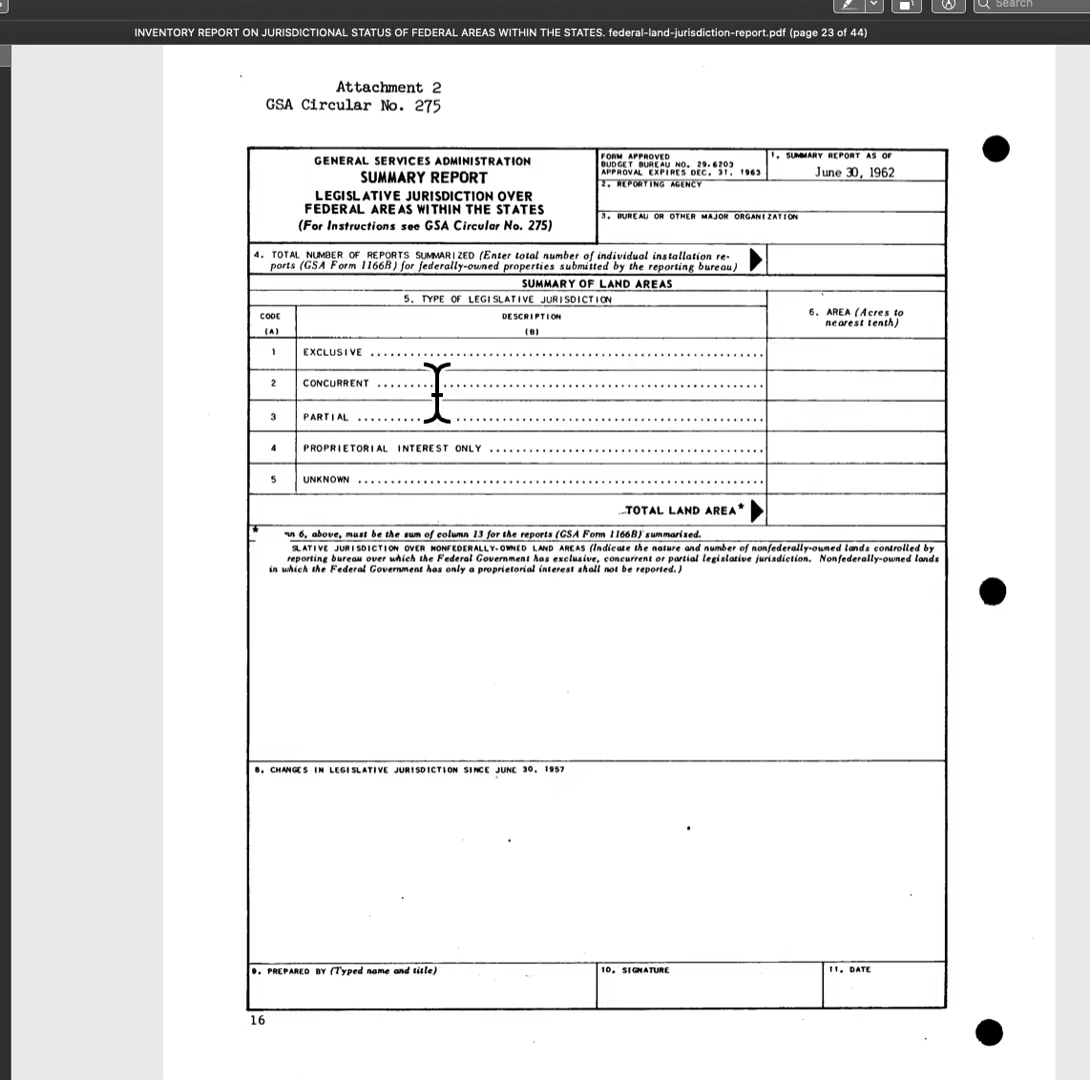 Search
INVENTORY REPORT ON JURISDICTIONAL STATUS OF FEDERAL AREAS WITHIN THE STATES. federal-land-jurisdiction-report.pdf (page 23 of 44)
Attachment 2
GSA Circular No. 275
GENERAL SERVICES ADMINISTRATION
SUMMARY REPORT
LEGISLATIVE JURISDICTION OVER
FEDERAL AREAS WITHIN THE STATES
(For Instructions see GSA Circular No. 275)
FORM APPROVED
BUDGET BUREAU NO. 29-6203
APPROVAL EXPIRES DEC. 31, 1963
1. SUMMARY REPORT AS OF
June 30, 1962
2. REPORTING AGENCY
3. BUREAU OR OTHER MAJOR ORGANIZATION
4. TOTAL NUMBER OF REPORTS SUMMARIZED (Enter total number of individual installation re-
ports (GSA Form 1166B) for federally-owned properties submitted by the reporting bureau)
SUMMARY OF LAND AREAS
5. TYPE OF LEGISLATIVE JURISDICTION
6. AREA (Acres to
nearest tenth)
CODE
(A)
DESCRIPTION
(B)
1 EXCLUSIVE
2 CONCURRENT
3 PARTIAL
4 PROPRIETORIAL INTEREST ONLY
5 UNKNOWN
TOTAL LAND AREA*
* n 6, above, must be the sum of column 13 for the reports (GSA Form 1166B) summarized.
SLATIVE JURISDICTION OVER NONFEDERALLY-OWNED LAND AREAS (Indicate the nature and number of nonfederally-owned lands controlled by
reporting bureau over which the Federal Government has exclusive, concurrent or partial legislative jurisdiction. Nonfederally-owned lands
in which the Federal Government has only a proprietorial interest shall not be reported.)
8. CHANGES IN LEGISLATIVE JURISDICTION SINCE JUNE 30, 1957
9. PREPARED BY (Typed name and title)
10. SIGNATURE
11. DATE
16